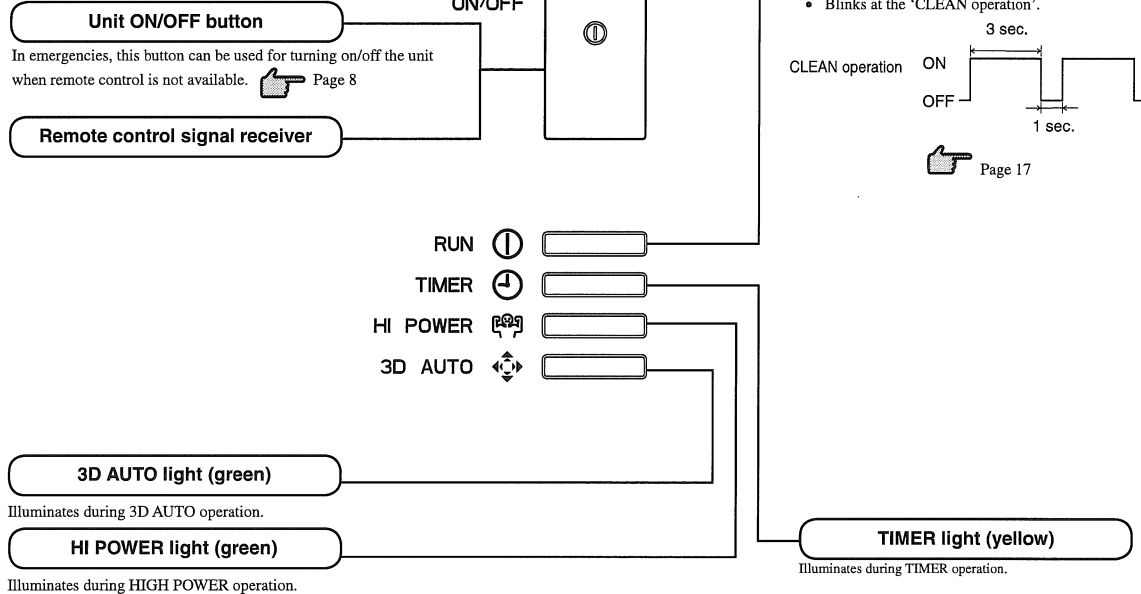 ON/OFF
Unit ON/OFF button
In emergencies, this button can be used for turning on/off the unit
when remote control is not available. Page 8
Remote control signal receiver
• Blinks at the ‘CLEAN operation’.
3 sec.
CLEAN operation ON
OFF
1 sec.
Page 17
RUN
TIMER
HI POWER
3D AUTO
3D AUTO light (green)
Illuminates during 3D AUTO operation.
HI POWER light (green)
Illuminates during HIGH POWER operation.
TIMER light (yellow)
Illuminates during TIMER operation.